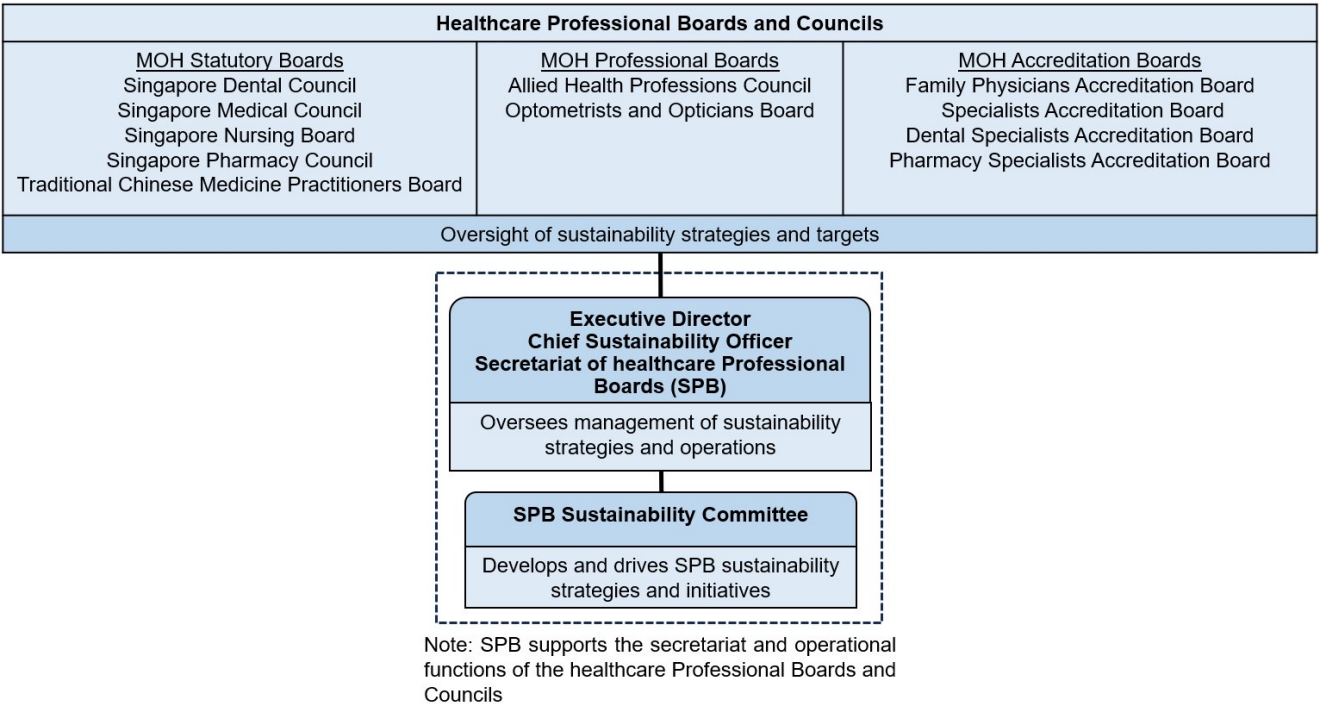 Healthcare Professional Boards and Councils
MOH Statutory Boards
Singapore Dental Council
Singapore Medical Council
Singapore Nursing Board
Singapore Pharmacy Council
Traditional Chinese Medicine Practitioners Board
MOH Professional Boards
Allied Health Professions Council
Optometrists and Opticians Board
MOH Accreditation Boards
Family Physicians Accreditation Board
Specialists Accreditation Board
Dental Specialists Accreditation Board
Pharmacy Specialists Accreditation Board
Oversight of sustainability strategies and targets
Executive Director
Chief Sustainability Officer
Secretariat of healthcare Professional
Boards (SPB)
Oversees management of sustainability
strategies and operations
SPB Sustainability Committee
Develops and drives SPB sustainability
strategies and initiatives
Note: SPB supports the secretariat and operational
functions of the healthcare Professional Boards and
Councils